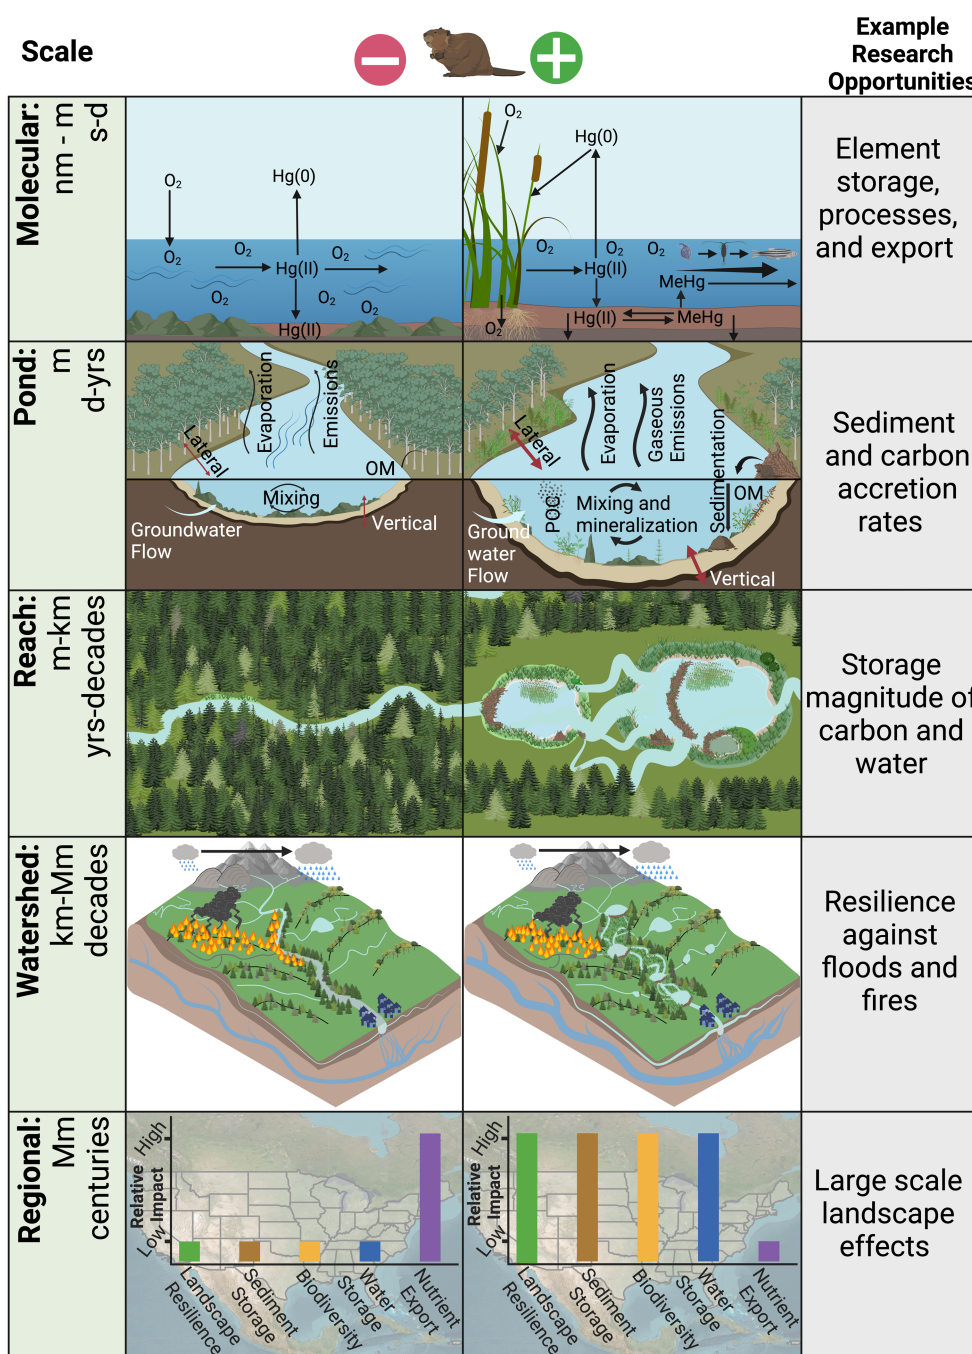 Scale
Example
Research
Opportunities
Molecular:
nm - m
s-d
O₂
O₂
Hg(0)
O₂
O₂
Hg(II)
O₂
O₂
O₂
Hg(II)
O₂
Hg(0)
O₂
O₂
O₂
Hg(II)
MeHg
Hg(II)
MeHg
O₂
Element
storage,
processes,
and export
Pond:
m
d-yrs
Evaporation
Emissions
Lateral
OM
Mixing
Vertical
Groundwater
Flow
Evaporation
Gaseous
Emissions
Lateral
Sedimentation
OM
POC
Mixing and
mineralization
Ground
water
Flow
Vertical
Sediment
and carbon
accretion
rates
Reach:
m-km
yrs-decades
Storage
magnitude of
carbon and
water
Watershed:
km-Mm
decades
Resilience
against
floods and
fires
Regional:
Mm
centuries
Relative
Impact
High
Low
Landscape
Resilience
Sediment
Storage
Biodiversity
Water
Storage
Nutrient
Export
Relative
Impact
High
Low
Landscape
Resilience
Sediment
Storage
Biodiversity
Water
Storage
Nutrient
Export
Large scale
landscape
effects